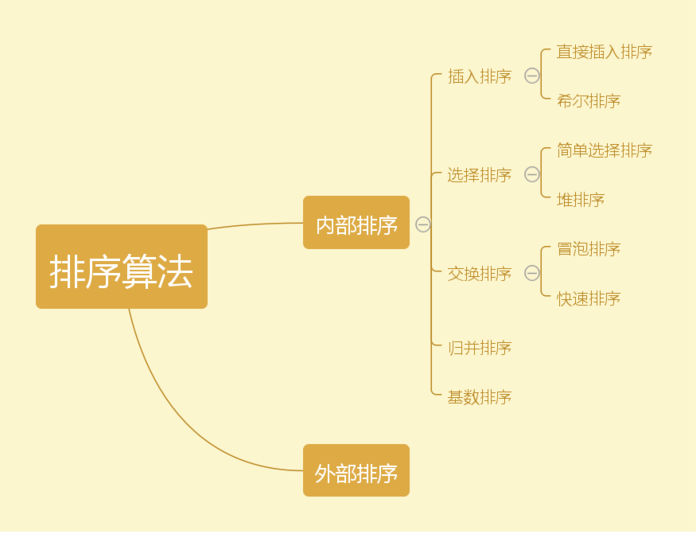 排序算法
内部排序
插入排序
直接插入排序
希尔排序
选择排序
简单选择排序
堆排序
交换排序
冒泡排序
快速排序
归并排序
基数排序
外部排序